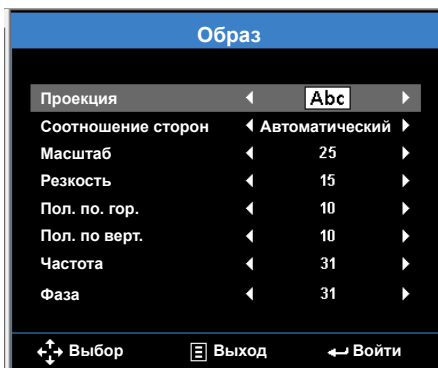 Образ
Проекция Abc
Соотношение сторон Автоматический
Масштаб 25
Резкость 15
Пол. по. гор. 10
Пол. по верт. 10
Частота 31
Фаза 31
Выбор Выход Войти